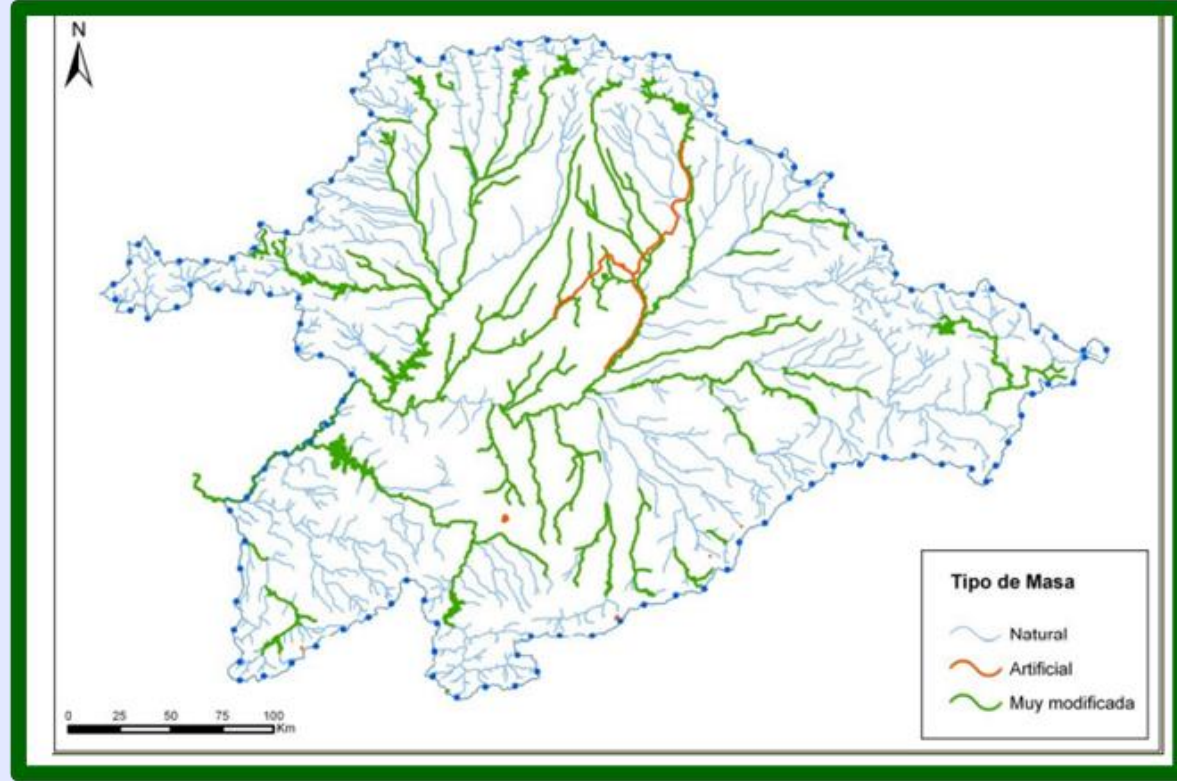 N
Tipo de Masa
Natural
Artificial
Muy modificada
0 25 50 75 100
Km